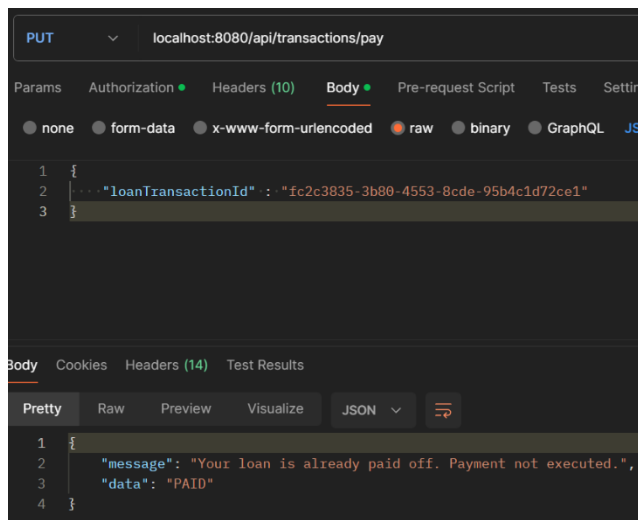 PUT localhost:8080/api/transactions/pay
Params Authorization Headers (10) Body Pre-request Script Tests Settin
none form-data x-www-form-urlencoded raw binary GraphQL JS
1 {
2 ···· "loanTransactionId" : "fc2c3835-3b80-4553-8cde-95b4c1d72ce1"
3 }
Body Cookies Headers (14) Test Results
Pretty Raw Preview Visualize JSON
1 {
2 "message": "Your loan is already paid off. Payment not executed.",
3 "data": "PAID"
4 }